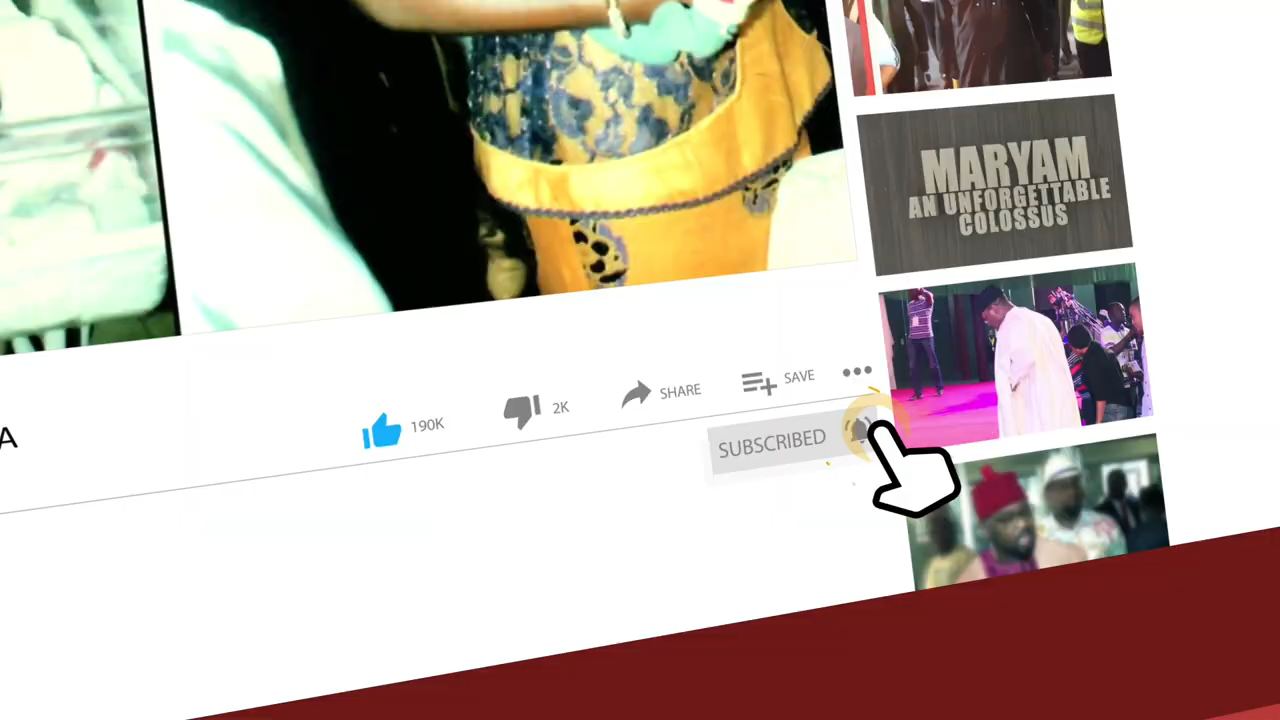 MARYAM
AN UNFORGETTABLE
COLOSSUS
A
190K
2K
SHARE
SAVE
SUBSCRIBED